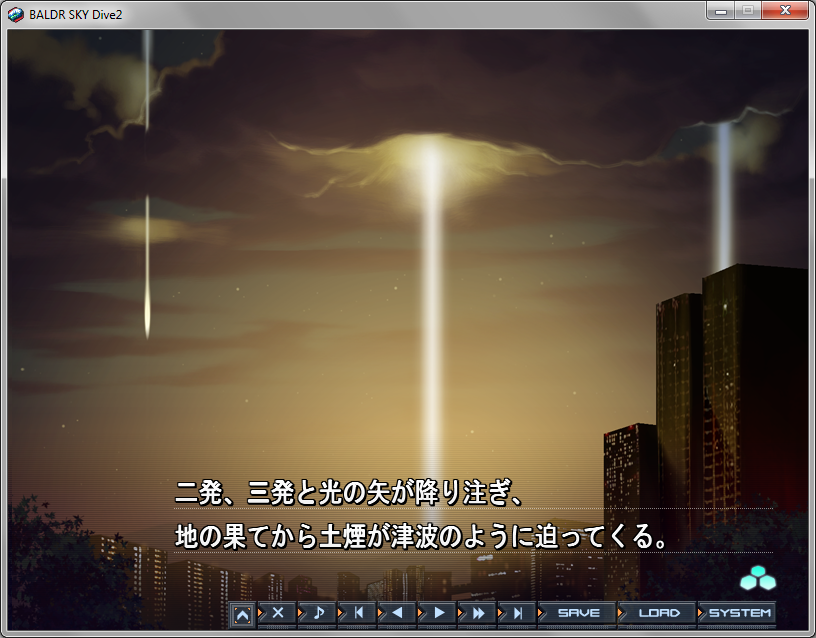 BALDR SKY Dive2
二発、三発と光の矢が降り注ぎ、
地の果てから土煙が津波のように迫ってくる。
SAVE LOAD SYSTEM